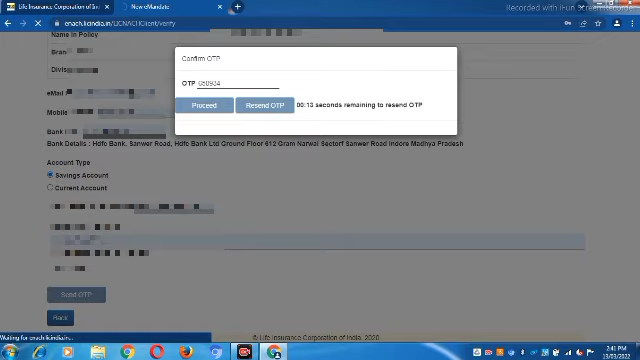 Life Insurance Corporation of In
New eMandate
Recorded with iFun Screen Recorder
enach.licindia.in/LICNACHClient/verify
Name in Policy
Confirm OTP
Bran
OTP 650934
Divis
Proceed
Resend OTP
00:13 seconds remaining to resend OTP
eMail
Mobile
Bank
Bank Details : Hdfc Bank, Sanwer Road, Hdfc Bank Ltd Ground Floor 612 Gram Narwal Sectorf Sanwer Road Indore Madhya Pradesh
Account Type
Savings Account
Current Account
Send OTP
Back
Waiting for enach.licindia.in...
© Life Insurance Corporation of India, 2020
2:41 PM
13/03/2022